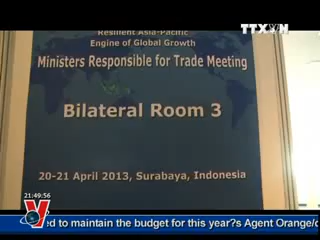 TTXVN
Resilient Asia-Pacific
Engine of Global Growth
Ministers Responsible for Trade Meeting
Bilateral Room 3
20-21 April 2013, Surabaya, Indonesia
21:49:56
V
ed to maintain the budget for this year?s Agent Orange/